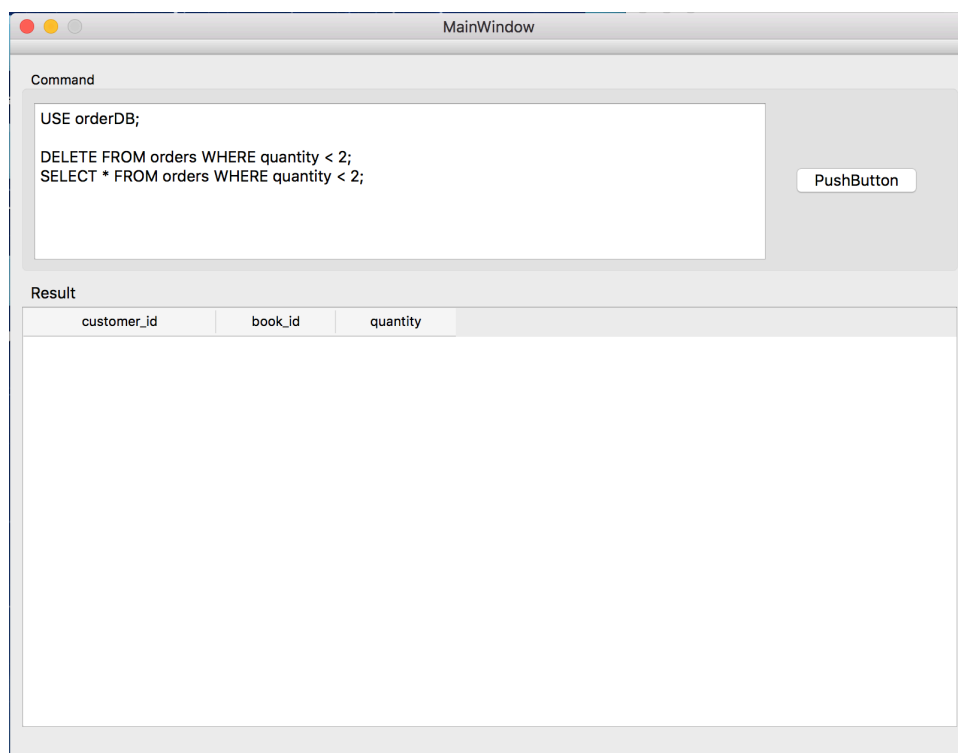 MainWindow
Command
USE orderDB;
DELETE FROM orders WHERE quantity < 2;
SELECT * FROM orders WHERE quantity < 2;
PushButton
Result
customer_id book_id quantity